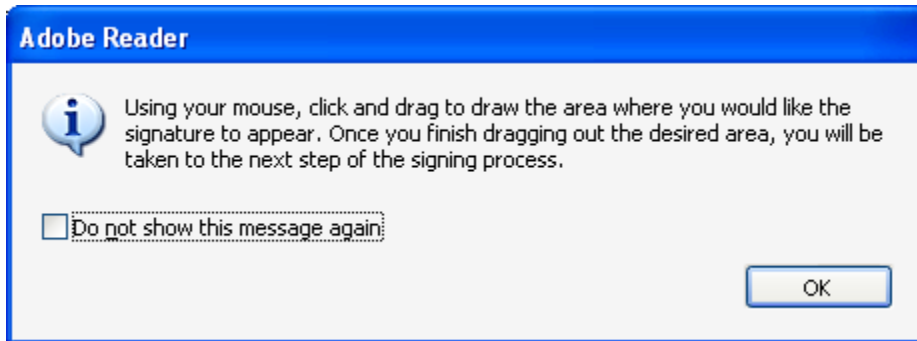 Adobe Reader
Using your mouse, click and drag to draw the area where you would like the
signature to appear. Once you finish dragging out the desired area, you will be
taken to the next step of the signing process.
Do not show this message again
OK